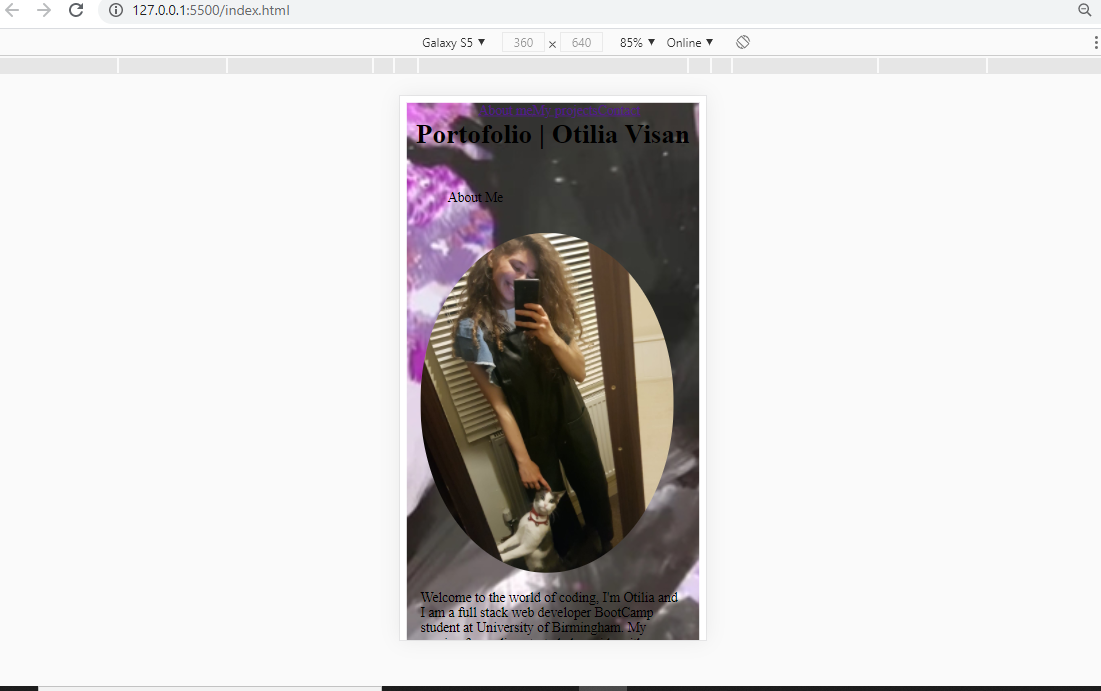 127.0.0.1:5500/index.html
Galaxy S5 ▼ 360 x 640 85% ▼ Online ▼
Portofolio | Otilia Visan
About Me
Welcome to the world of coding, I'm Otilia and
I am a full stack web developer BootCamp
student at University of Birmingham. My